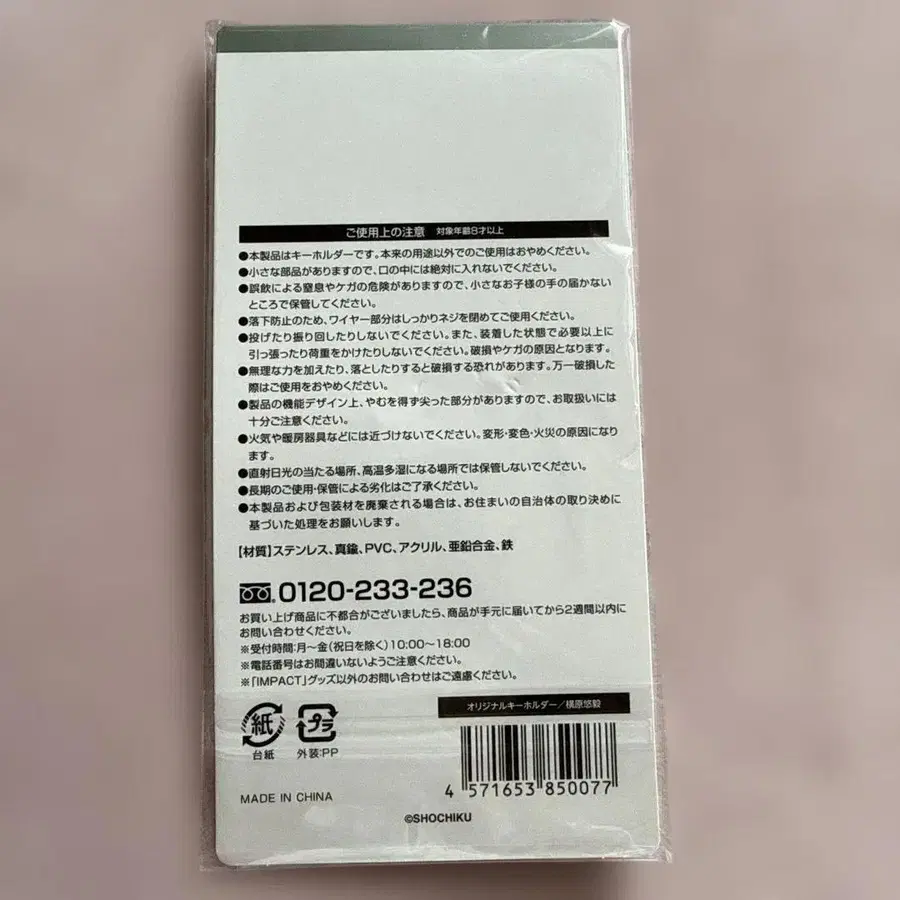 ご使用上の注意 対象年齢8才以上
●本製品はキーホルダーです。本来の用途以外でのご使用はおやめください。
●小さな部品がありますので、口の中には絶対に入れないでください。
●誤飲による窒息やケガの危険がありますので、小さなお子様の手の届かない
ところで保管してください。
●落下防止のため、ワイヤー部分はしっかりネジを閉めてご使用ください。
●投げたり振り回したりしないでください。また、装着した状態で必要以上に
引っ張ったり荷重をかけたりしないでください。破損やケガの原因となります。
●無理な力を加えたり、落としたりすると破損する恐れがあります。万一破損した
際はご使用をおやめください。
●製品の機能デザイン上、やむを得ず尖った部分がありますので、お取扱いには
十分ご注意ください。
●火気や暖房器具などには近づけないでください。変形・変色・火災の原因になり
ます。
●直射日光の当たる場所、高温多湿になる場所では保管しないでください。
●長期のご使用・保管による劣化はご了承ください。
●本製品および包装材を廃棄される場合は、お住まいの自治体の取り決めに
基づいた処理をお願いします。
【材質】ステンレス、真鍮、PVC、アクリル、亜鉛合金、鉄
0120-233-236
お買い上げ商品に不都合がございましたら、商品が手元に届いてから2週間以内に
お問い合わせください。
※受付時間:月～金(祝日を除く)10:00～18:00
※電話番号はお間違いないようご注意ください。
※「IMPACT」グッズ以外のお問い合わせはご遠慮ください。
オリジナルキーホルダー／横原悠毅
紙 プラ
台紙 外装:PP
4 571653 850077
MADE IN CHINA
©SHOCHIKU